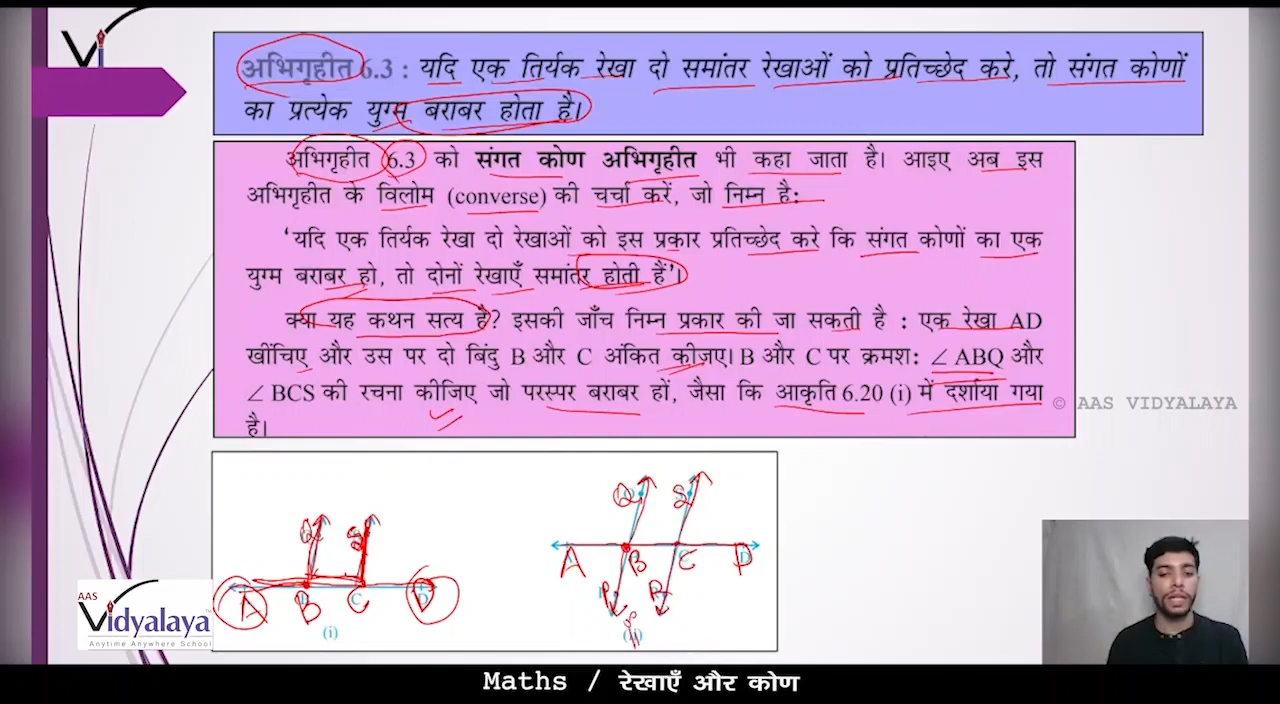 अभिगृहीत 6.3 : यदि एक तिर्यक रेखा दो समांतर रेखाओं को प्रतिच्छेद करे, तो संगत कोणों
का प्रत्येक युग्म बराबर होता है।
अभिगृहीत 6.3 को संगत कोण अभिगृहीत भी कहा जाता है। आइए अब इस
अभिगृहीत के विलोम (converse) की चर्चा करें, जो निम्न है:
‘यदि एक तिर्यक रेखा दो रेखाओं को इस प्रकार प्रतिच्छेद करे कि संगत कोणों का एक
युग्म बराबर हो, तो दोनों रेखाएँ समांतर होती हैं’।
क्या यह कथन सत्य है? इसकी जाँच निम्न प्रकार की जा सकती है : एक रेखा AD
खींचिए और उस पर दो बिंदु B और C अंकित कीजए। B और C पर क्रमश: ∠ ABQ और
∠ BCS की रचना कीजिए जो परस्पर बराबर हों, जैसा कि आकृति 6.20 (i) में दर्शाया गया
है।
© AAS VIDYALAYA
Q S
A B C D
(i)
Q S
A B C D
P R
(ii)
AAS
Vidyalaya
Anytime Anywhere School
Maths / रेखाएँ और कोण